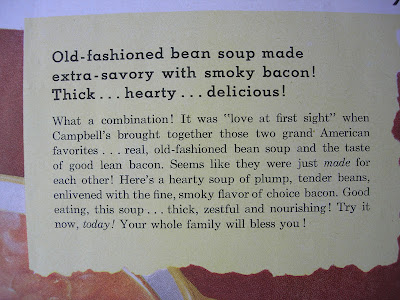 Old-fashioned bean soup made
extra-savory with smoky bacon!
Thick...hearty...delicious!
What a combination! It was "love at first sight" when
Campbell's brought together those two grand American
favorites...real, old-fashioned bean soup and the taste
of good lean bacon. Seems like they were just made for
each other! Here's a hearty soup of plump, tender beans,
enlivened with the fine, smoky flavor of choice bacon. Good
eating, this soup...thick, zestful and nourishing! Try it
now, today! Your whole family will bless you!